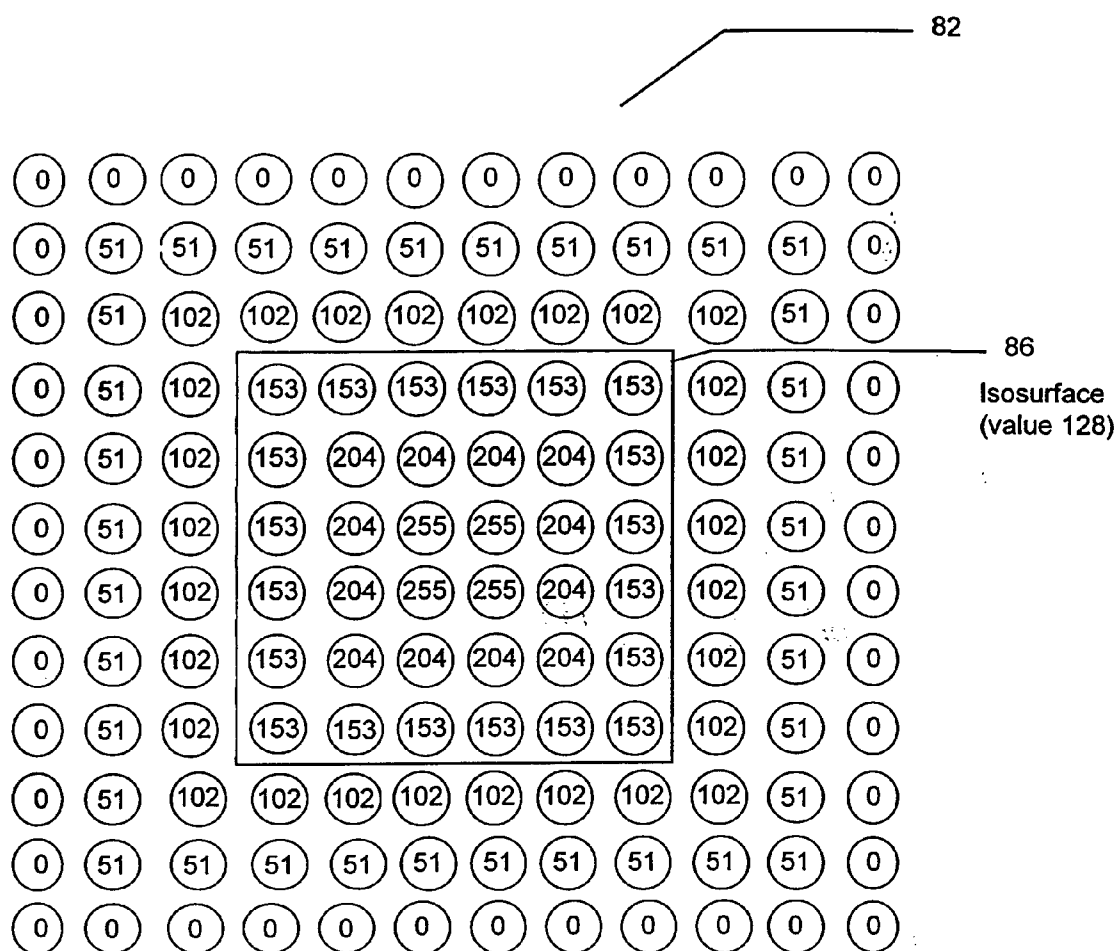 82
0 0 0 0 0 0 0 0 0 0 0 0
0 51 51 51 51 51 51 51 51 51 51 0
0 51 102 102 102 102 102 102 102 102 51 0
86
Isosurface
(value 128)
0 51 102 153 153 153 153 153 153 102 51 0
0 51 102 153 204 204 204 204 153 102 51 0
0 51 102 153 204 255 255 204 153 102 51 0
0 51 102 153 204 255 255 204 153 102 51 0
0 51 102 153 204 204 204 204 153 102 51 0
0 51 102 153 153 153 153 153 153 102 51 0
0 51 102 102 102 102 102 102 102 102 51 0
0 51 51 51 51 51 51 51 51 51 51 0
0 0 0 0 0 0 0 0 0 0 0 0